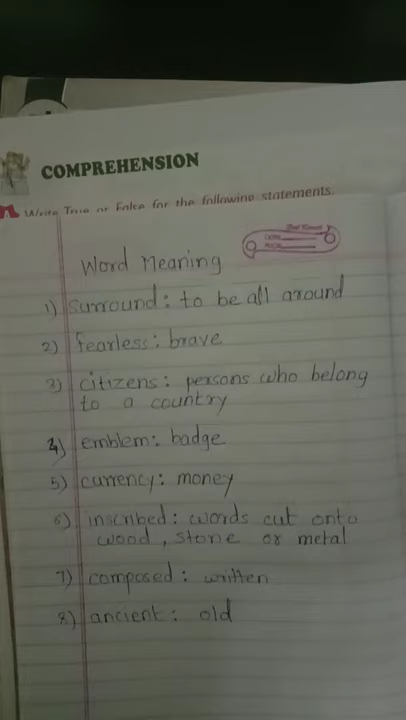 COMPREHENSION
Write True or False for the following statements.
Word Meaning
1) surround: to be all around
2) fearless: brave
3) citizens: persons who belong
to a country
4) emblem: badge
5) currency: money
6) inscribed: words cut onto
wood, stone or metal
7) composed: written
8) ancient: old